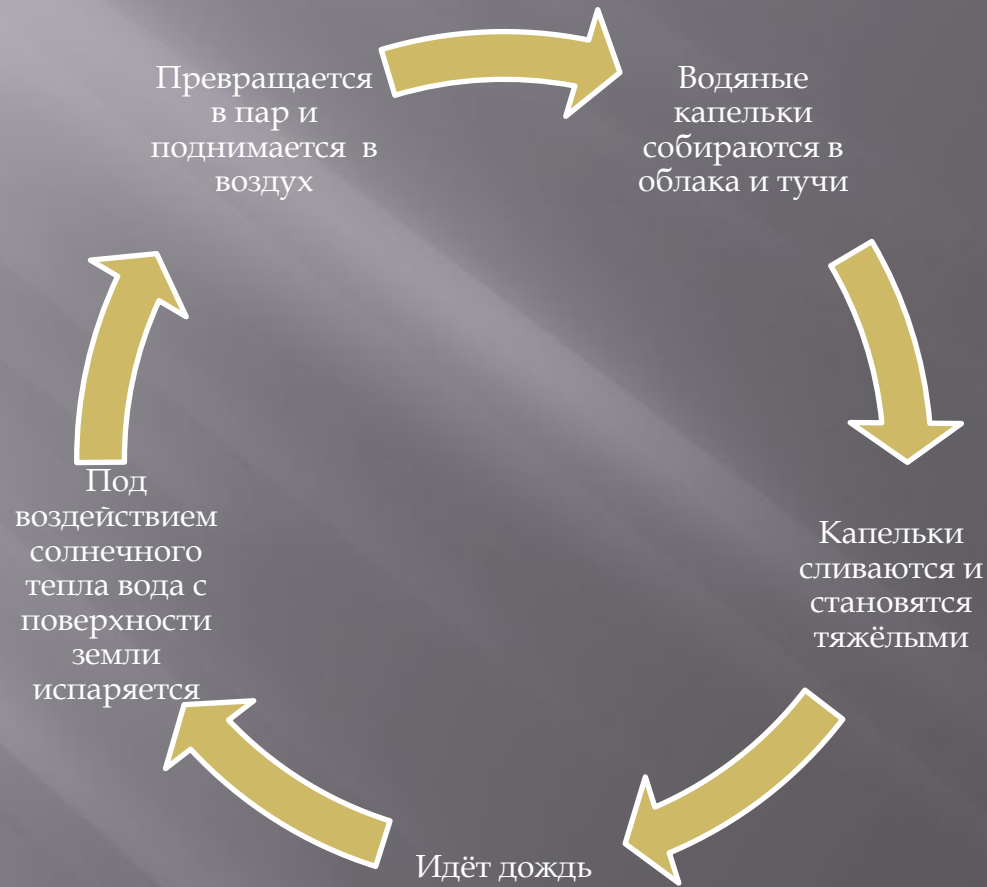 Превращается
в пар и
поднимается в
воздух
Водяные
капельки
собираются в
облака и тучи
Капельки
сливаются и
становятся
тяжёлыми
Идёт дождь
Под
воздействием
солнечного
тепла вода с
поверхности
земли
испаряется